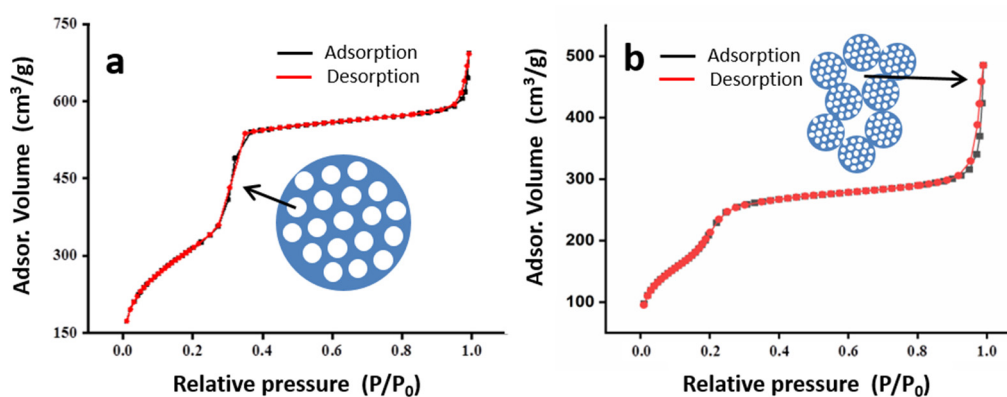 a
Adsorption
Desorption
Adsor. Volume (cm³/g)
750
600
450
300
150
0.0 0.2 0.4 0.6 0.8 1.0
Relative pressure (P/P₀)
b
Adsorption
Desorption
Adsor. Volume (cm³/g)
500
400
300
200
100
0.0 0.2 0.4 0.6 0.8 1.0
Relative pressure (P/P₀)